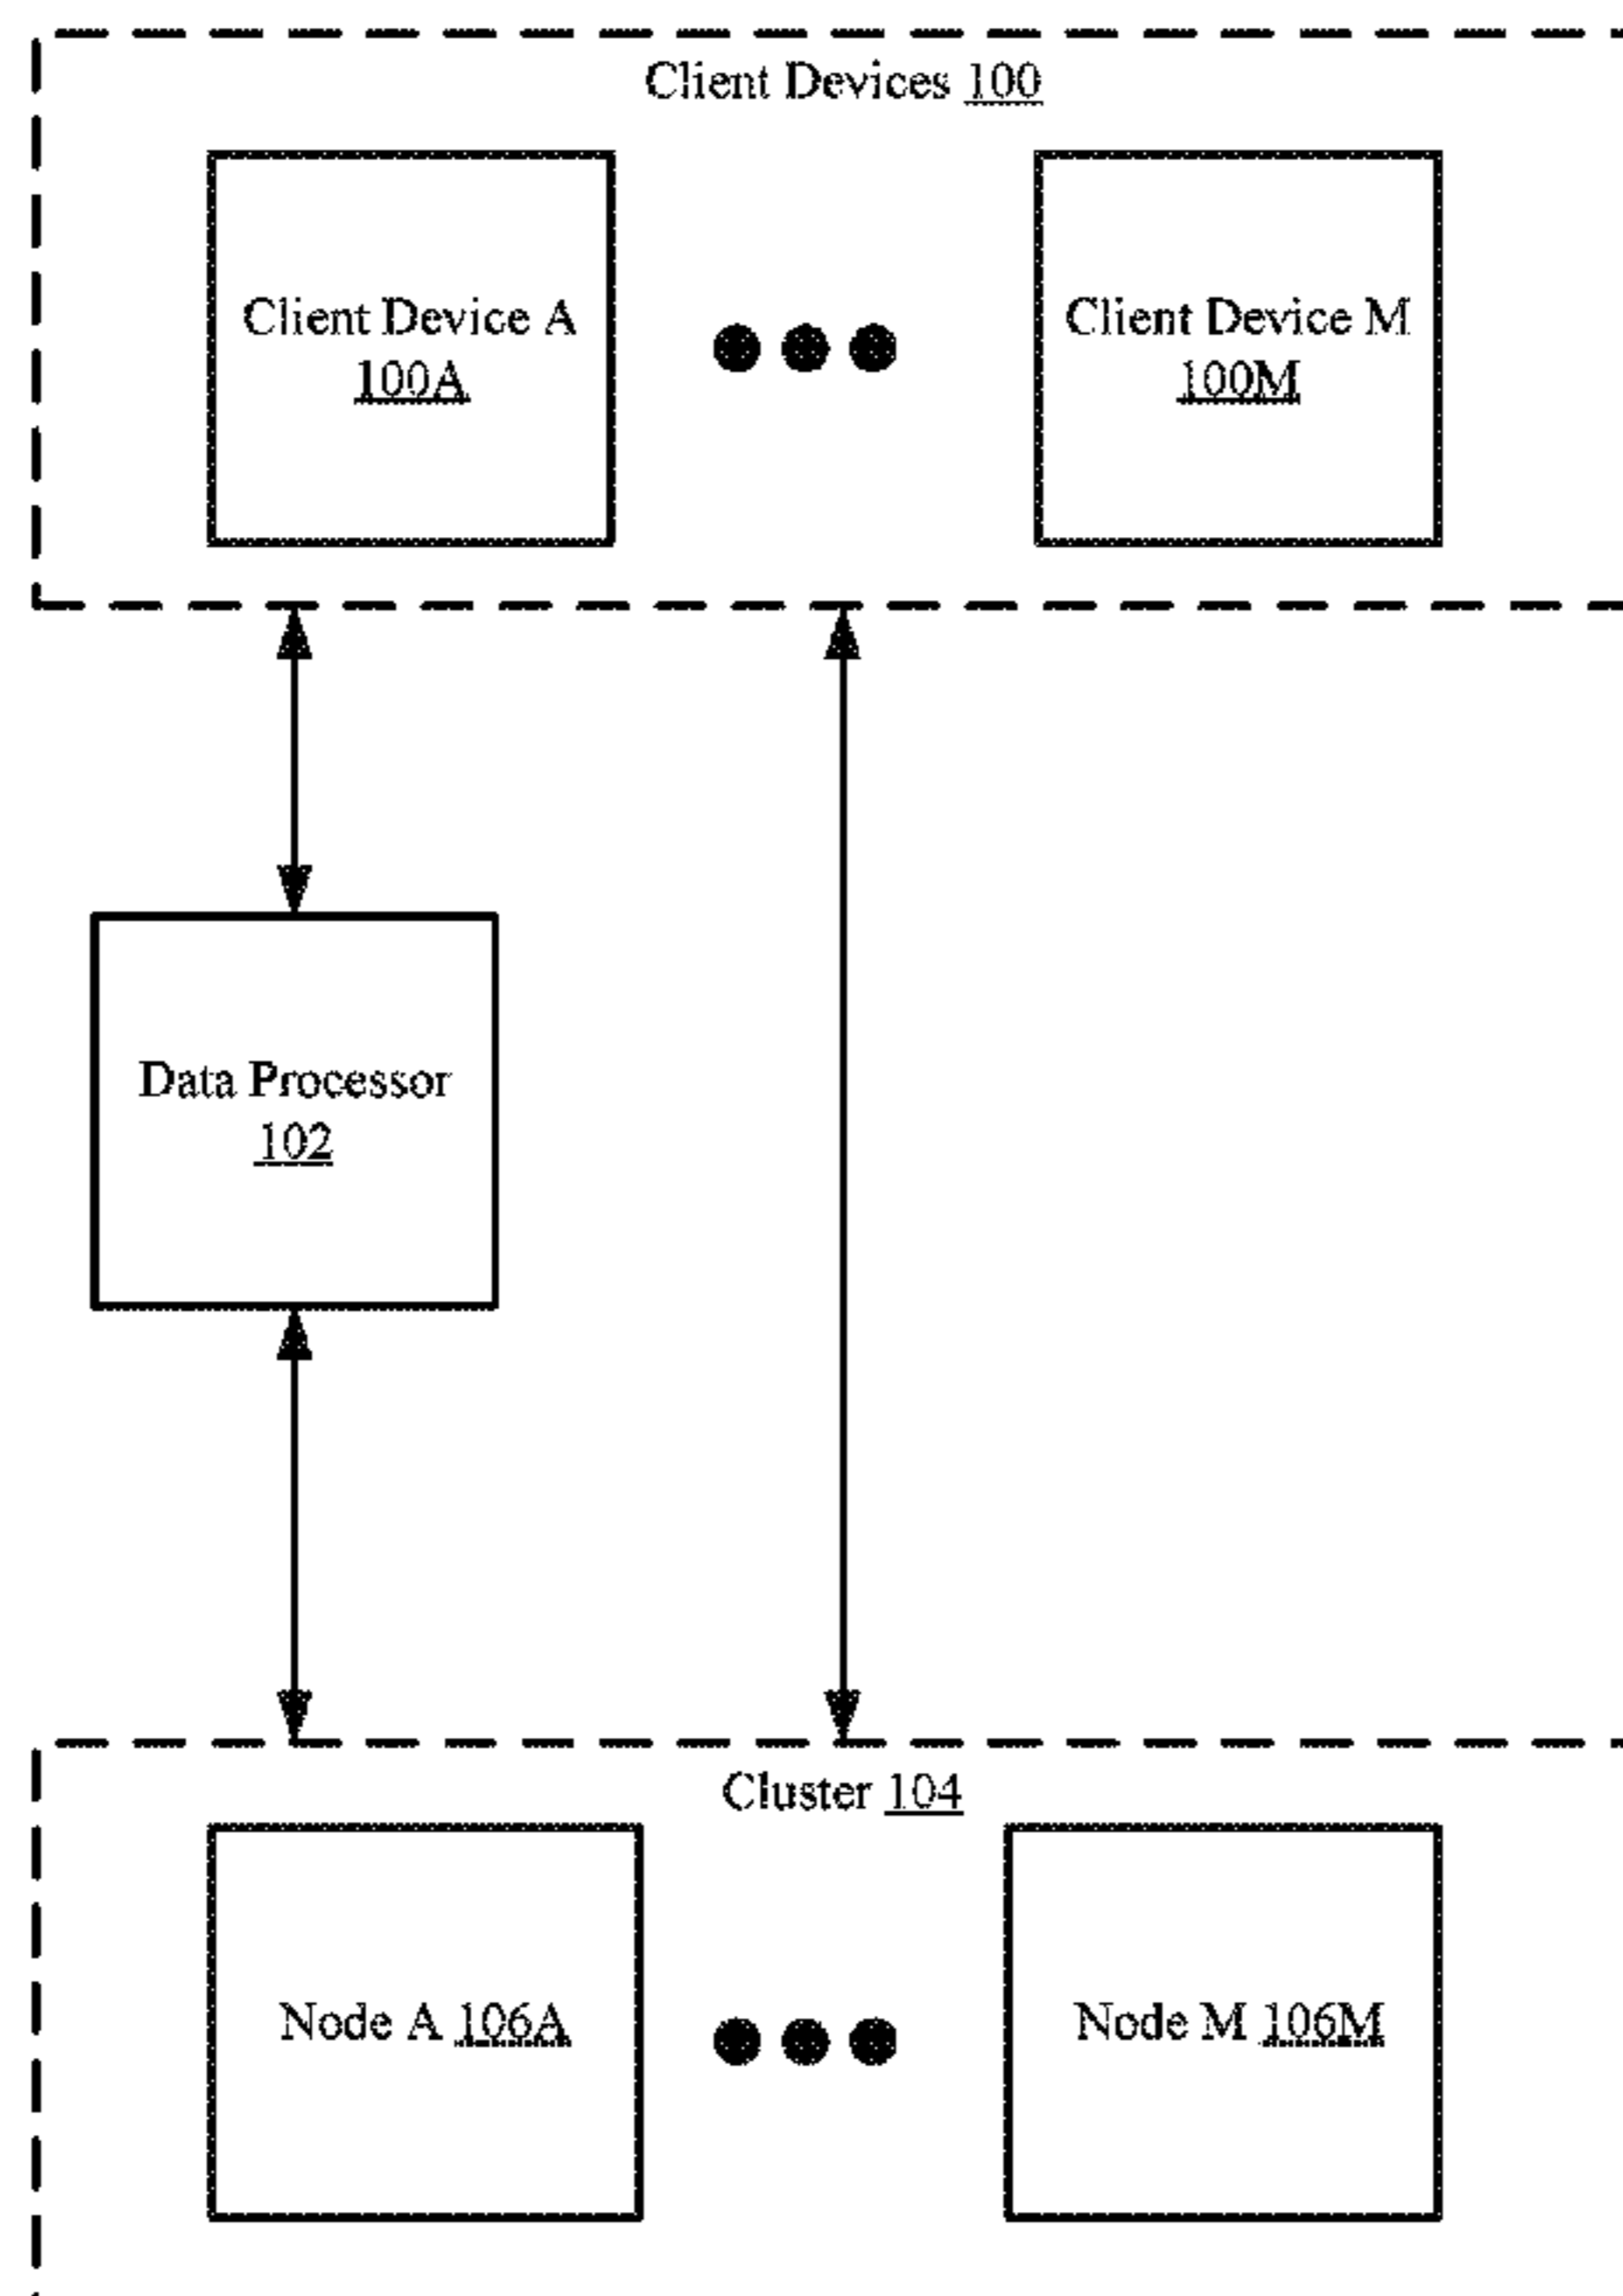 Client Devices 100
Client Device A
100A
Client Device M
100M
Data Processor
102
Cluster 104
Node A 106A
Node M 106M